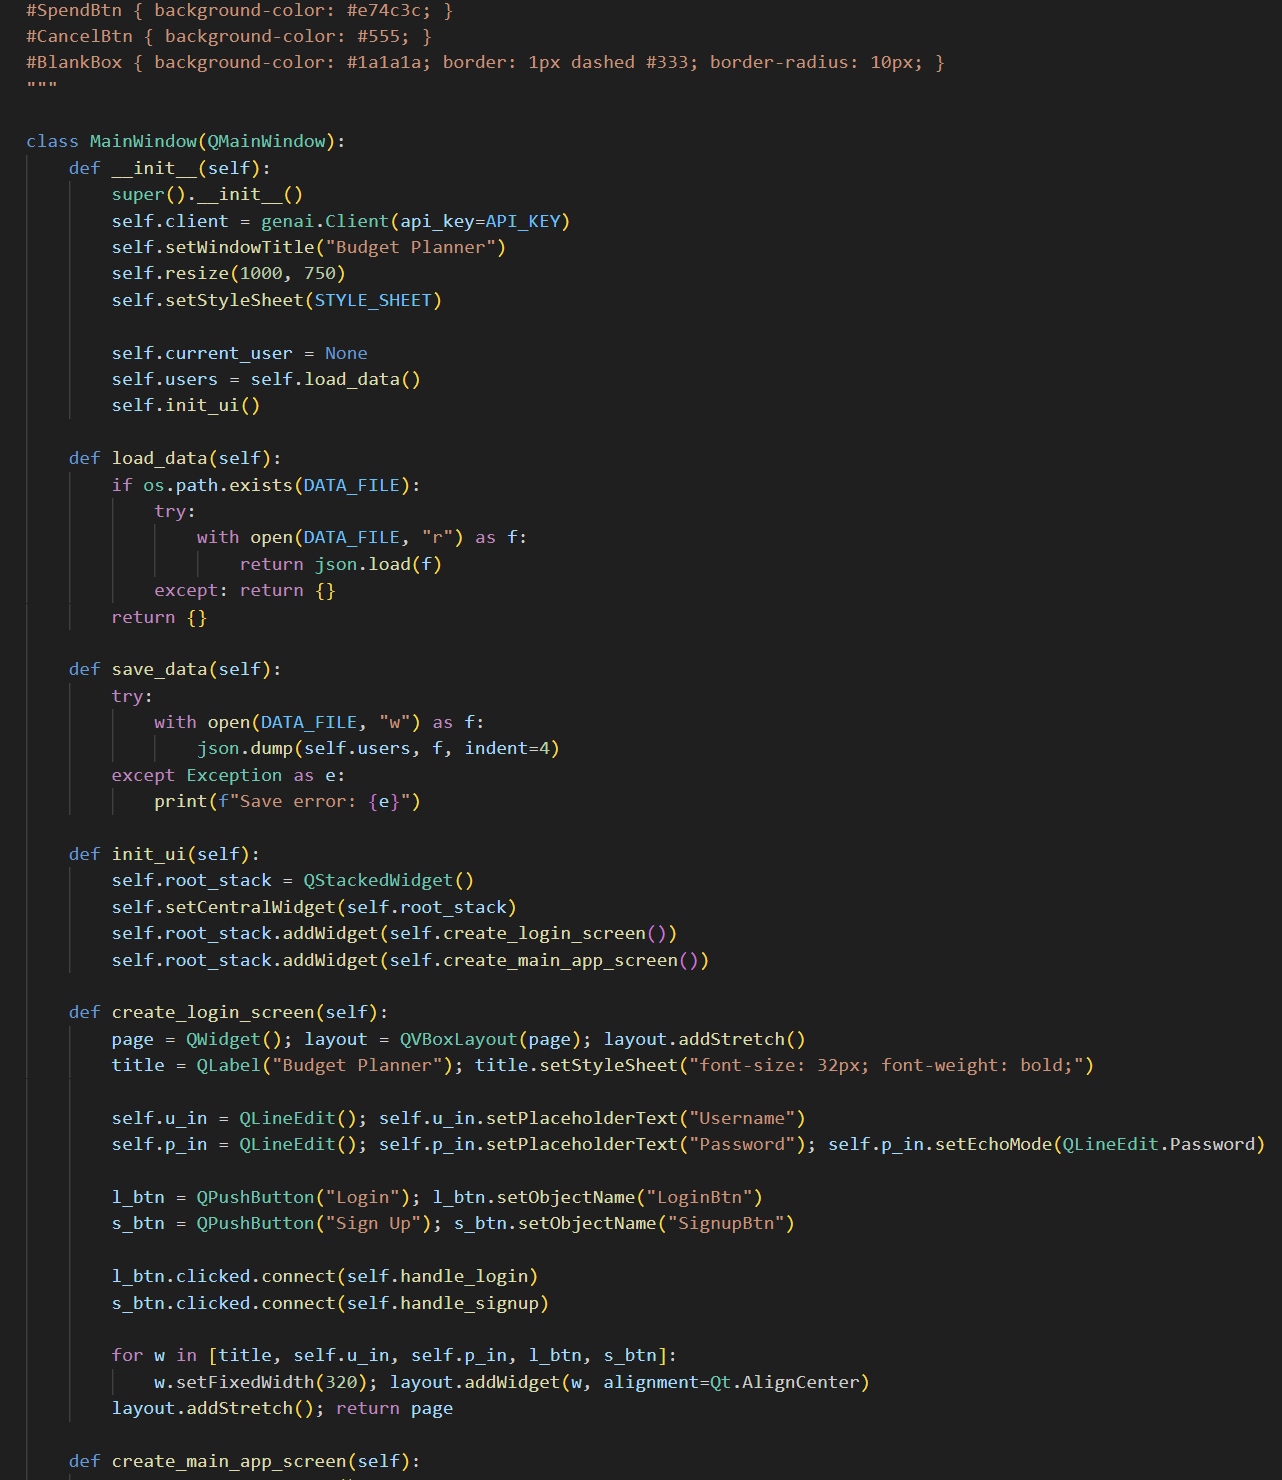 #SpendBtn { background-color: #e74c3c; }
#CancelBtn { background-color: #555; }
#BlankBox { background-color: #1a1a1a; border: 1px dashed #333; border-radius: 10px; }
"""

class MainWindow(QMainWindow):
    def __init__(self):
        super().__init__()
        self.client = genai.Client(api_key=API_KEY)
        self.setWindowTitle("Budget Planner")
        self.resize(1000, 750)
        self.setStyleSheet(STYLE_SHEET)

        self.current_user = None
        self.users = self.load_data()
        self.init_ui()

    def load_data(self):
        if os.path.exists(DATA_FILE):
            try:
                with open(DATA_FILE, "r") as f:
                    return json.load(f)
            except: return {}
        return {}

    def save_data(self):
        try:
            with open(DATA_FILE, "w") as f:
                json.dump(self.users, f, indent=4)
        except Exception as e:
            print(f"Save error: {e}")

    def init_ui(self):
        self.root_stack = QStackedWidget()
        self.setCentralWidget(self.root_stack)
        self.root_stack.addWidget(self.create_login_screen())
        self.root_stack.addWidget(self.create_main_app_screen())

    def create_login_screen(self):
        page = QWidget(); layout = QVBoxLayout(page); layout.addStretch()
        title = QLabel("Budget Planner"); title.setStyleSheet("font-size: 32px; font-weight: bold;")

        self.u_in = QLineEdit(); self.u_in.setPlaceholderText("Username")
        self.p_in = QLineEdit(); self.p_in.setPlaceholderText("Password"); self.p_in.setEchoMode(QLineEdit.Password)

        l_btn = QPushButton("Login"); l_btn.setObjectName("LoginBtn")
        s_btn = QPushButton("Sign Up"); s_btn.setObjectName("SignupBtn")

        l_btn.clicked.connect(self.handle_login)
        s_btn.clicked.connect(self.handle_signup)

        for w in [title, self.u_in, self.p_in, l_btn, s_btn]:
            w.setFixedWidth(320); layout.addWidget(w, alignment=Qt.AlignCenter)
        layout.addStretch(); return page

    def create_main_app_screen(self):